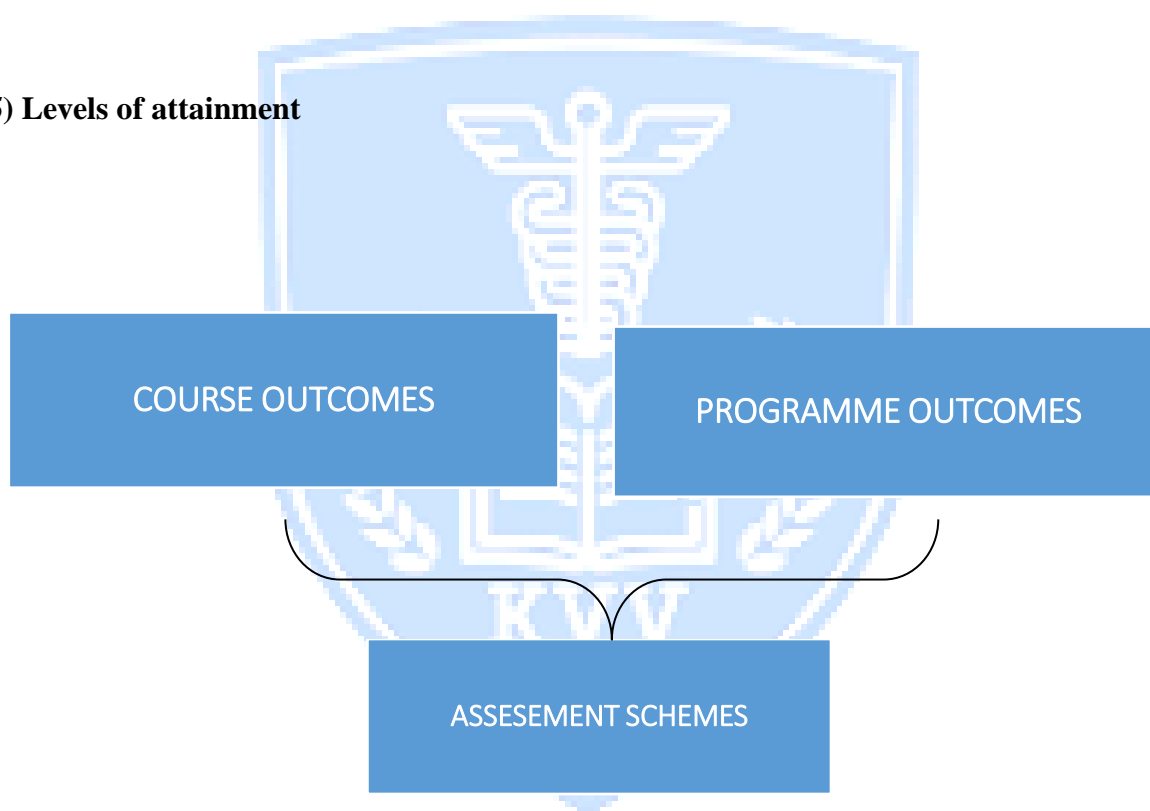 ) Levels of attainment
COURSE OUTCOMES
PROGRAMME OUTCOMES
ASSESEMENT SCHEMES
KVV